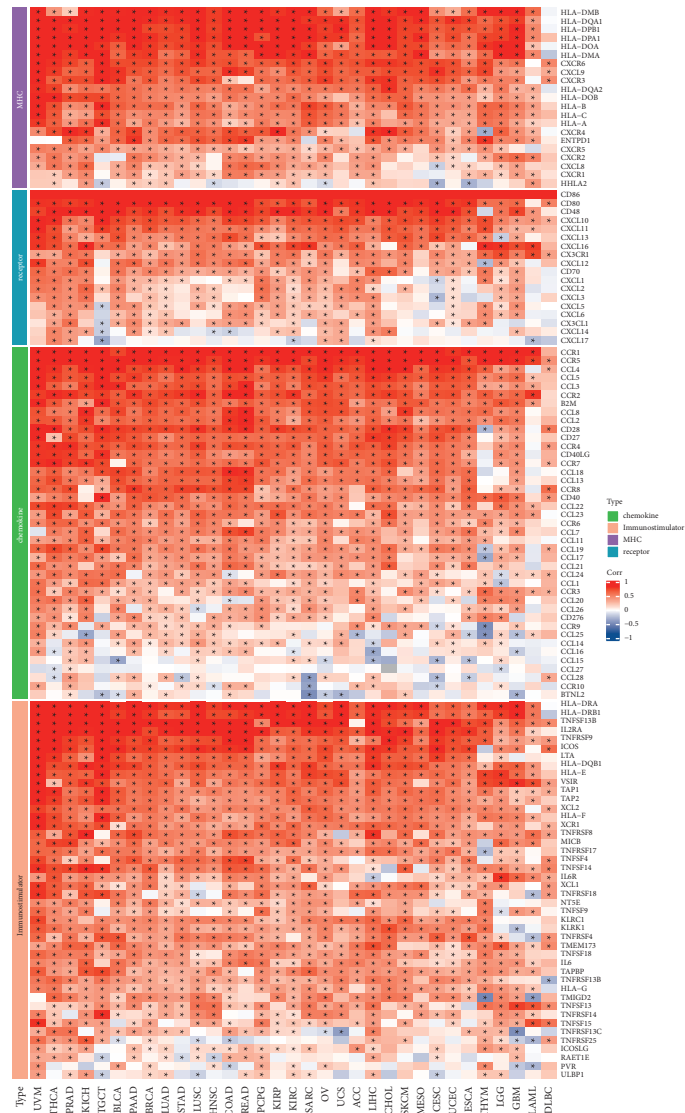 MHC
HLA-DMB
HLA-DQA1
HLA-DPB1
HLA-DPA1
HLA-DOA
HLA-DMA
CXCR6
CXCL9
CXCR3
HLA-DQA2
HLA-DOB
HLA-B
HLA-C
HLA-A
CXCR4
ENTPD1
CXCR5
CXCR2
CXCL8
CXCR1
HHLA2
receptor
CD86
CD80
CD48
CXCL10
CXCL11
CXCL13
CXCL16
CX3CR1
CXCL12
CD70
CXCL1
CXCL2
CXCL3
CXCL5
CXCL6
CX3CL1
CXCL14
CXCL17
chemokine
CCR1
CCR5
CCL4
CCL5
CCL3
CCR2
B2M
CCL8
CCL2
CD28
CD27
CCR4
CD40LG
CCR7
CCL18
CCL13
CCR8
CD40
CCL22
CCL23
CCR6
CCL7
CCL11
CCL19
CCL17
CCL21
CCL24
CCL1
CCR3
CCL20
CCL26
CD276
CCR9
CCL25
CCL14
CCL16
CCL15
CCL27
CCL28
CCR10
BTNL2
Immunostimulator
HLA-DRA
HLA-DRB1
TNFSF13B
IL2RA
TNFRSF9
ICOS
LTA
HLA-DQB1
HLA-E
VSIR
TAP1
TAP2
XCL2
HLA-F
XCR1
TNFRSF8
MICB
TNFRSF17
TNFSF4
TNFSF14
IL6R
XCL1
TNFRSF18
NT5E
TNFSF9
KLRC1
KLRK1
TNFRSF4
TMEM173
TNFSF18
IL6
TAPBP
TNFRSF13B
HLA-G
TMIGD2
TNFSF13
TNFRSF14
TNFSF15
TNFRSF13C
TNFRSF25
ICOSLG
RAET1E
PVR
ULBP1
Type
UVM
THCA
PRAD
KICH
TGCT
BLCA
PAAD
BRCA
LUAD
STAD
LUSC
HNSC
COAD
READ
PCPG
KIRP
KIRC
SARC
OV
UCS
ACC
LIHC
CHOL
SKCM
MESO
CESC
UCEC
ESCA
THYM
LGG
GBM
LAML
DLBC
Type
chemokine
Immunostimulator
MHC
receptor
Corr
1
0.5
0
−0.5
−1